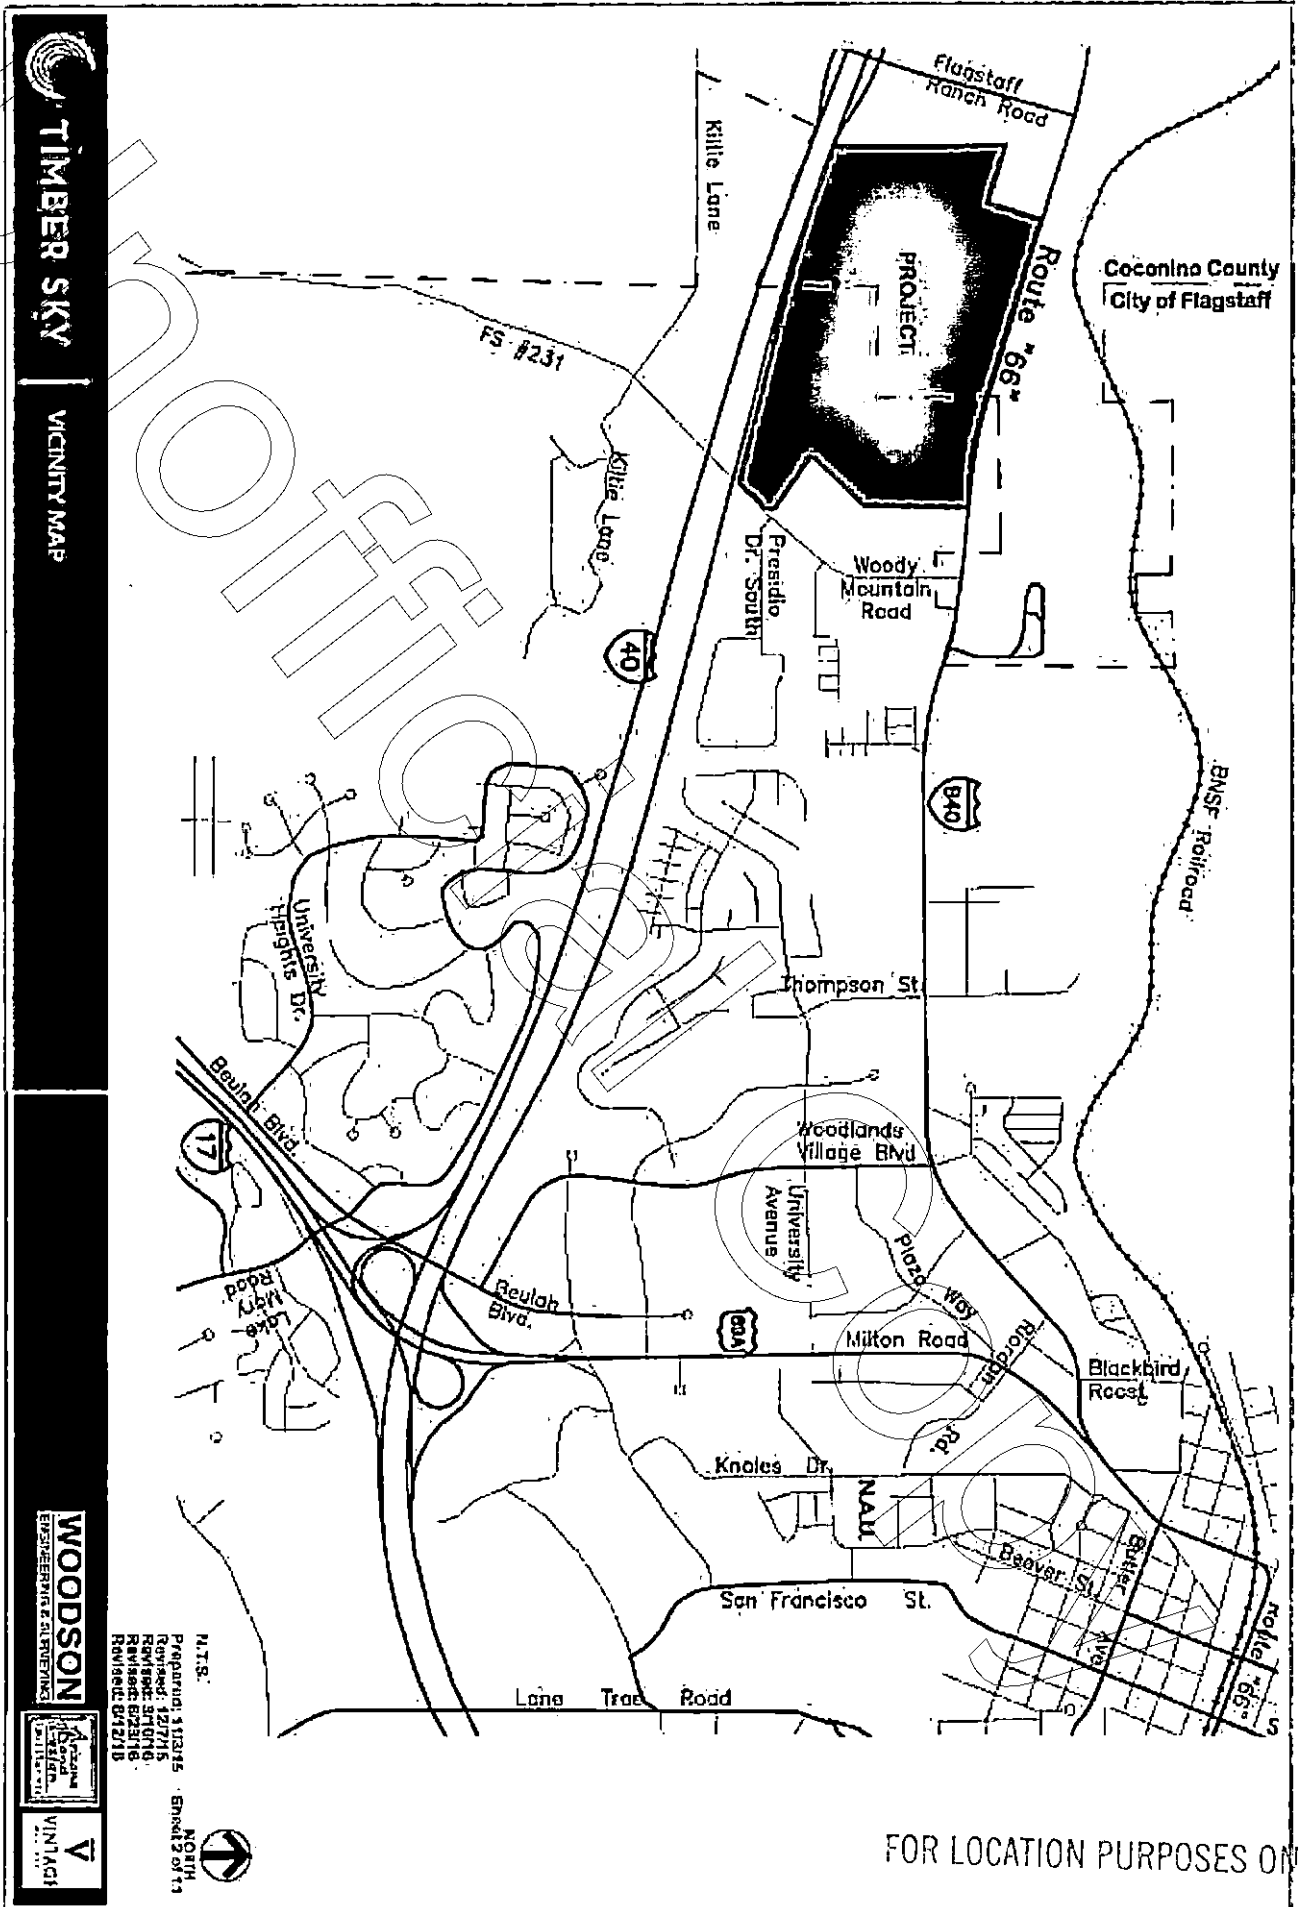 TIMBER SKY
VICINITY MAP
Flagstaff
Ranch Road
Kiltie Lane
PROJECT
Route "66"
Coconino County
City of Flagstaff
FS #231
Kiltie Lane
Presidio
Dr. South
Woody
Mountain
Road
40
B40
BNSF Railroad
University
Heights Dr.
Thompson St.
Beulah Blvd.
17
Woodlands
Village Blvd
University
Avenue
Plaza Way
Lake
Mary
Road
Beulah
Blvd.
89A
Milton Road
Riordan
Rd.
Blackbird
Roost
Knoles Dr.
N.A.U.
Beaver St.
Butler Ave.
San Francisco St.
Route "66"
S
Lone Tree Road
Unofficial Copy
N.T.S.
Prepared: 11/3/15
Revised: 12/7/15
Revised: 3/10/16
Revised: 6/23/16
Revised: 6/12/18
NORTH
Sheet 2 of 11
WOODSON
ENGINEERING & SURVEYING
V
VINTAGE
FOR LOCATION PURPOSES ON